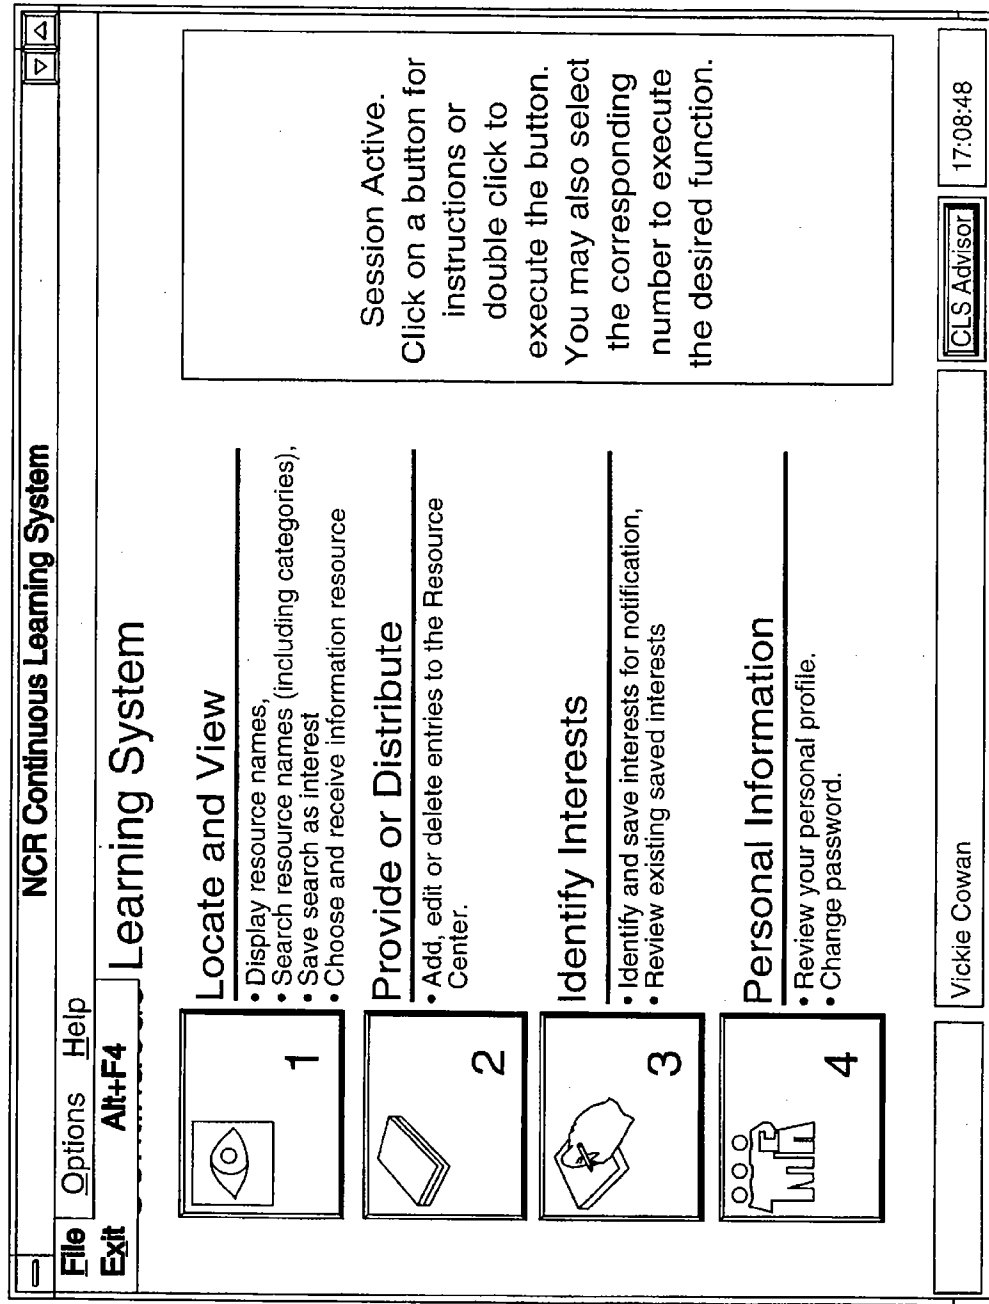 NCR Continuous Learning System
File Options Help
Exit Alt+F4
Learning System
1
Locate and View
• Display resource names,
• Search resource names (including categories),
• Save search as interest
• Choose and receive information resource
2
Provide or Distribute
• Add, edit or delete entries to the Resource
Center.
3
Identify Interests
• Identify and save interests for notification,
• Review existing saved interests
4
Personal Information
• Review your personal profile.
• Change password.
Session Active.
Click on a button for
instructions or
double click to
execute the button.
You may also select
the corresponding
number to execute
the desired function.
Vickie Cowan
CLS Advisor
17:08:48